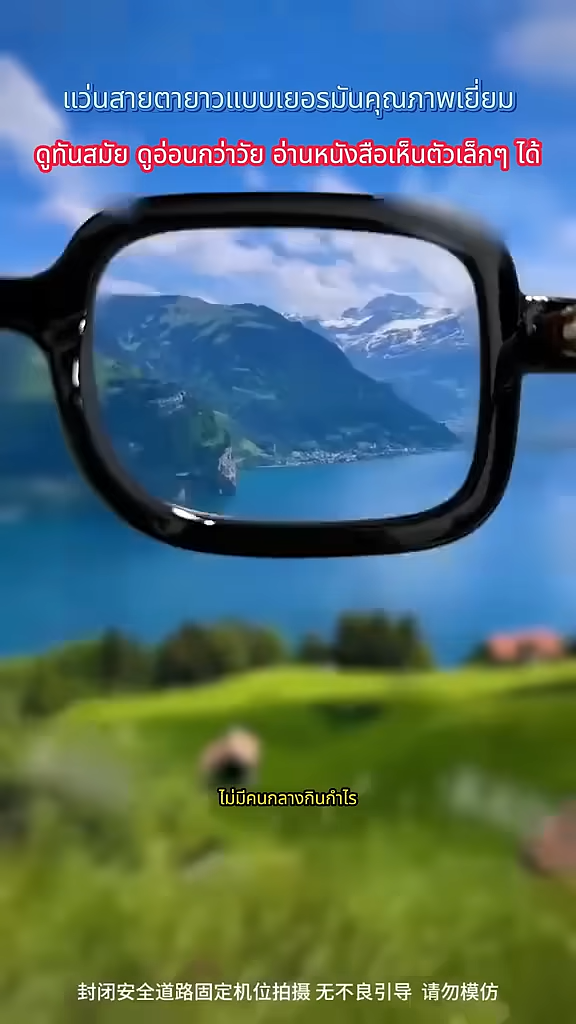 แว่นสายตายาวแบบเยอรมันคุณภาพเยี่ยม
ดูทันสมัย ดูอ่อนกว่าวัย อ่านหนังสือเห็นตัวเล็กๆ ได้
ไม่มีคนกลางกินกำไร
封闭安全道路固定机位拍摄 无不良引导 请勿模仿